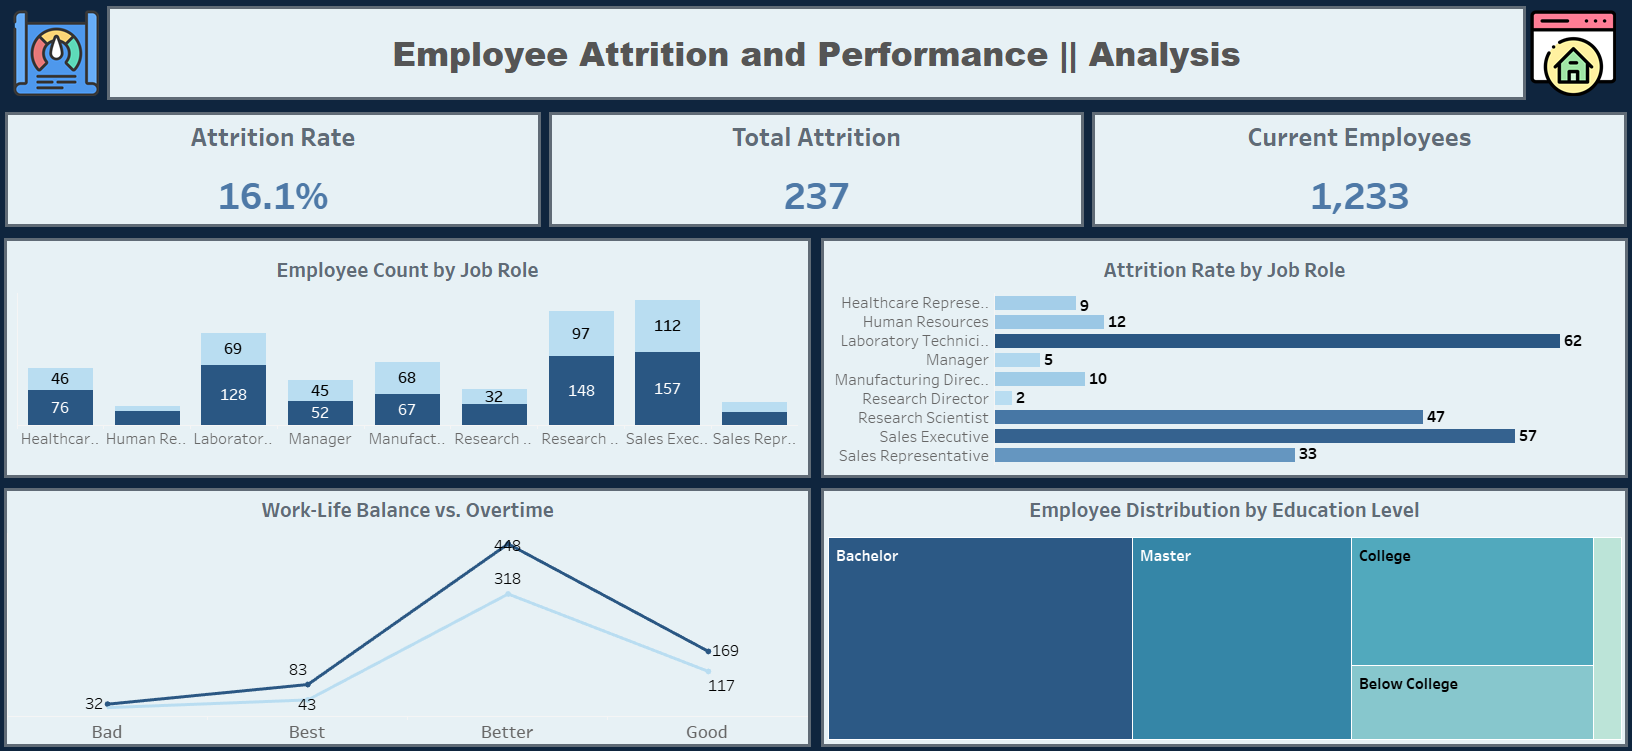 Employee Attrition and Performance || Analysis
Attrition Rate
16.1%
Total Attrition
237
Current Employees
1,233
Employee Count by Job Role
46
76
69
128
45
52
68
67
32
97
148
112
157
Healthcar.. Human Re.. Laborator.. Manager Manufact.. Research .. Research .. Sales Exec.. Sales Repr..
Attrition Rate by Job Role
Healthcare Represe.. 9
Human Resources 12
Laboratory Technici.. 62
Manager 5
Manufacturing Direc.. 10
Research Director 2
Research Scientist 47
Sales Executive 57
Sales Representative 33
Work-Life Balance vs. Overtime
448
318
83
43
32
169
117
Bad Best Better Good
Employee Distribution by Education Level
Bachelor
Master
College
Below College